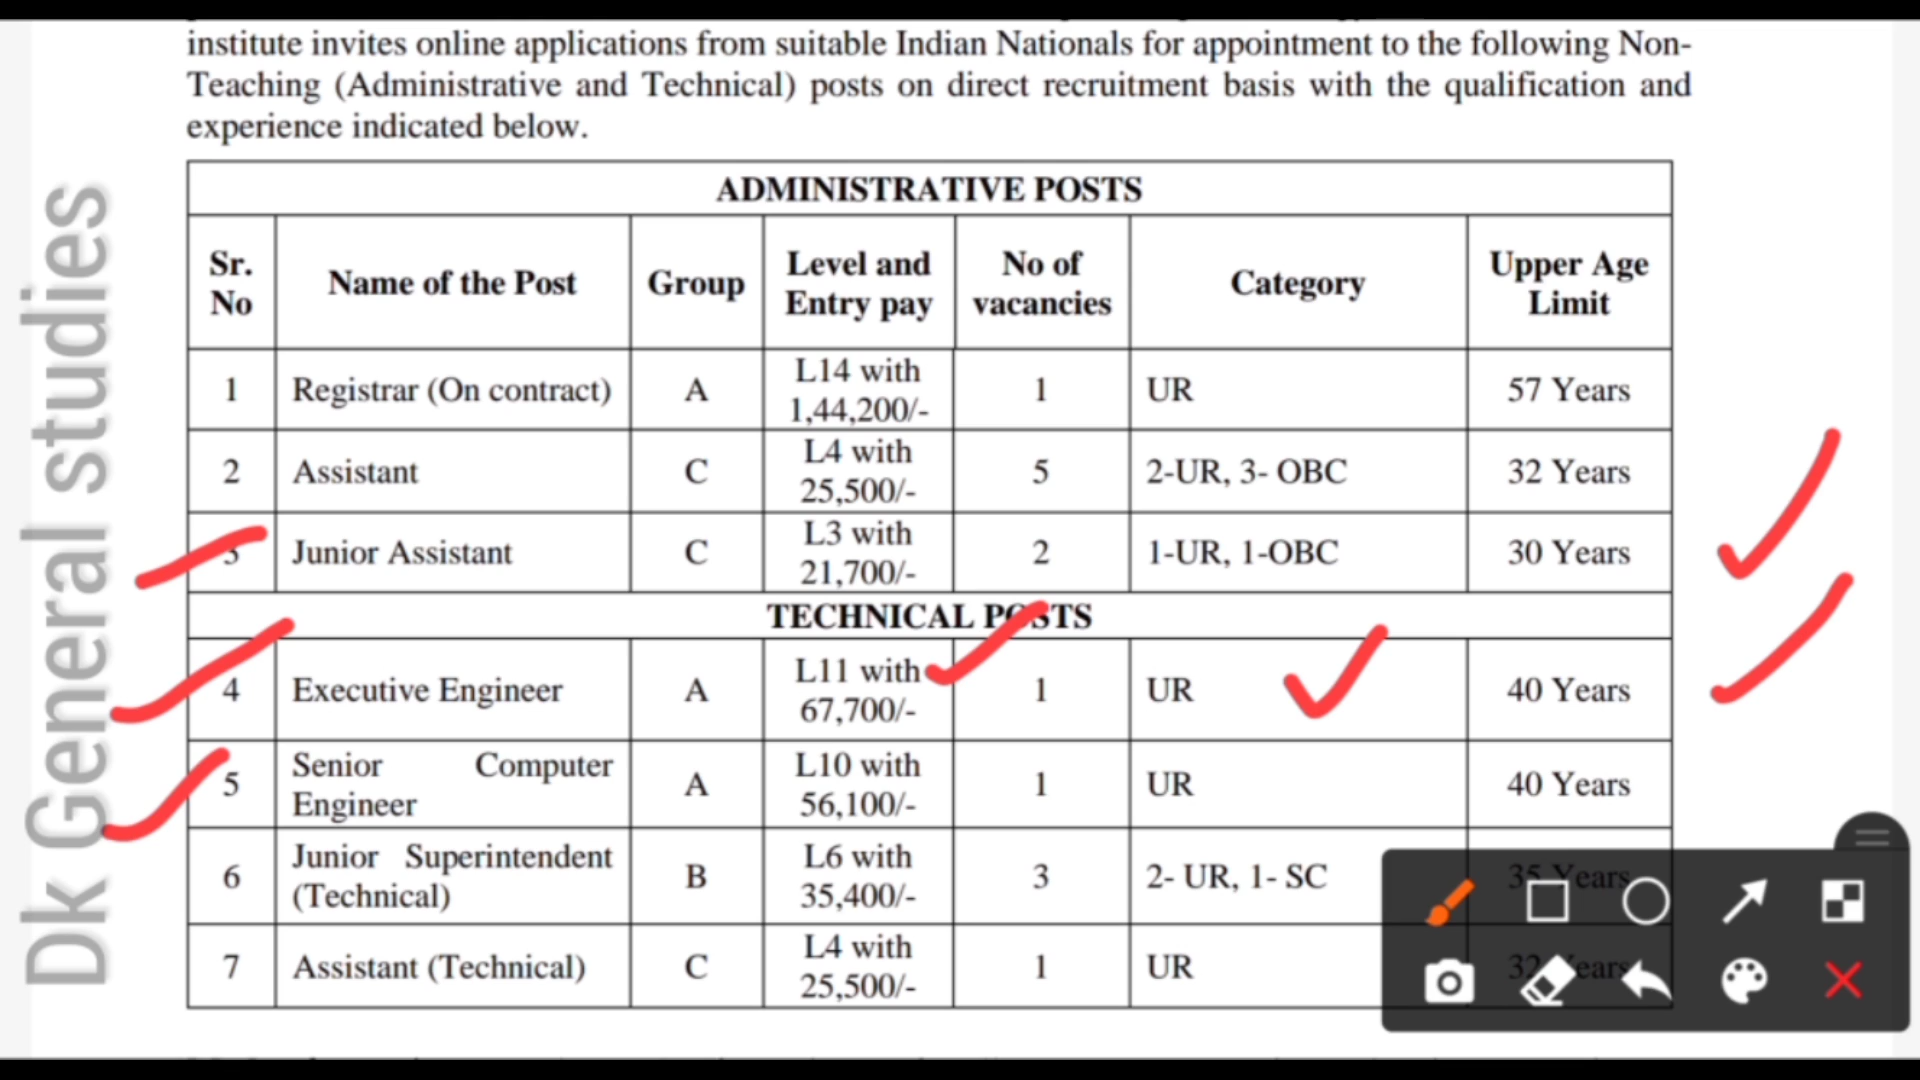 institute invites online applications from suitable Indian Nationals for appointment to the following Non-
Teaching (Administrative and Technical) posts on direct recruitment basis with the qualification and
experience indicated below.
ADMINISTRATIVE POSTS
Sr. No Name of the Post Group Level and Entry pay No of vacancies Category Upper Age Limit
1 Registrar (On contract) A L14 with 1,44,200/- 1 UR 57 Years
2 Assistant C L4 with 25,500/- 5 2-UR, 3- OBC 32 Years
3 Junior Assistant C L3 with 21,700/- 2 1-UR, 1-OBC 30 Years
TECHNICAL POSTS
4 Executive Engineer A L11 with 67,700/- 1 UR 40 Years
5 Senior Computer Engineer A L10 with 56,100/- 1 UR 40 Years
6 Junior Superintendent (Technical) B L6 with 35,400/- 3 2- UR, 1- SC 35 Years
7 Assistant (Technical) C L4 with 25,500/- 1 UR 32 Years
Dk General studies